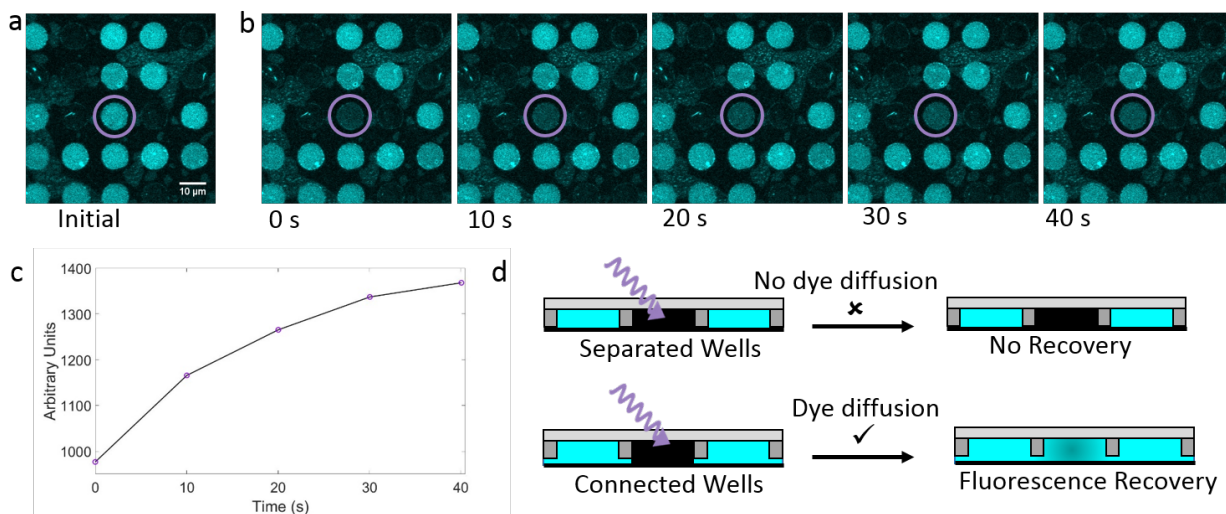 a
10 µm
Initial
b
0 s
10 s
20 s
30 s
40 s
c
1400
1300
1200
1100
1000
Arbitrary Units
0
10
20
30
40
Time (s)
d
No dye diffusion
Separated Wells
No Recovery
Dye diffusion
Connected Wells
Fluorescence Recovery